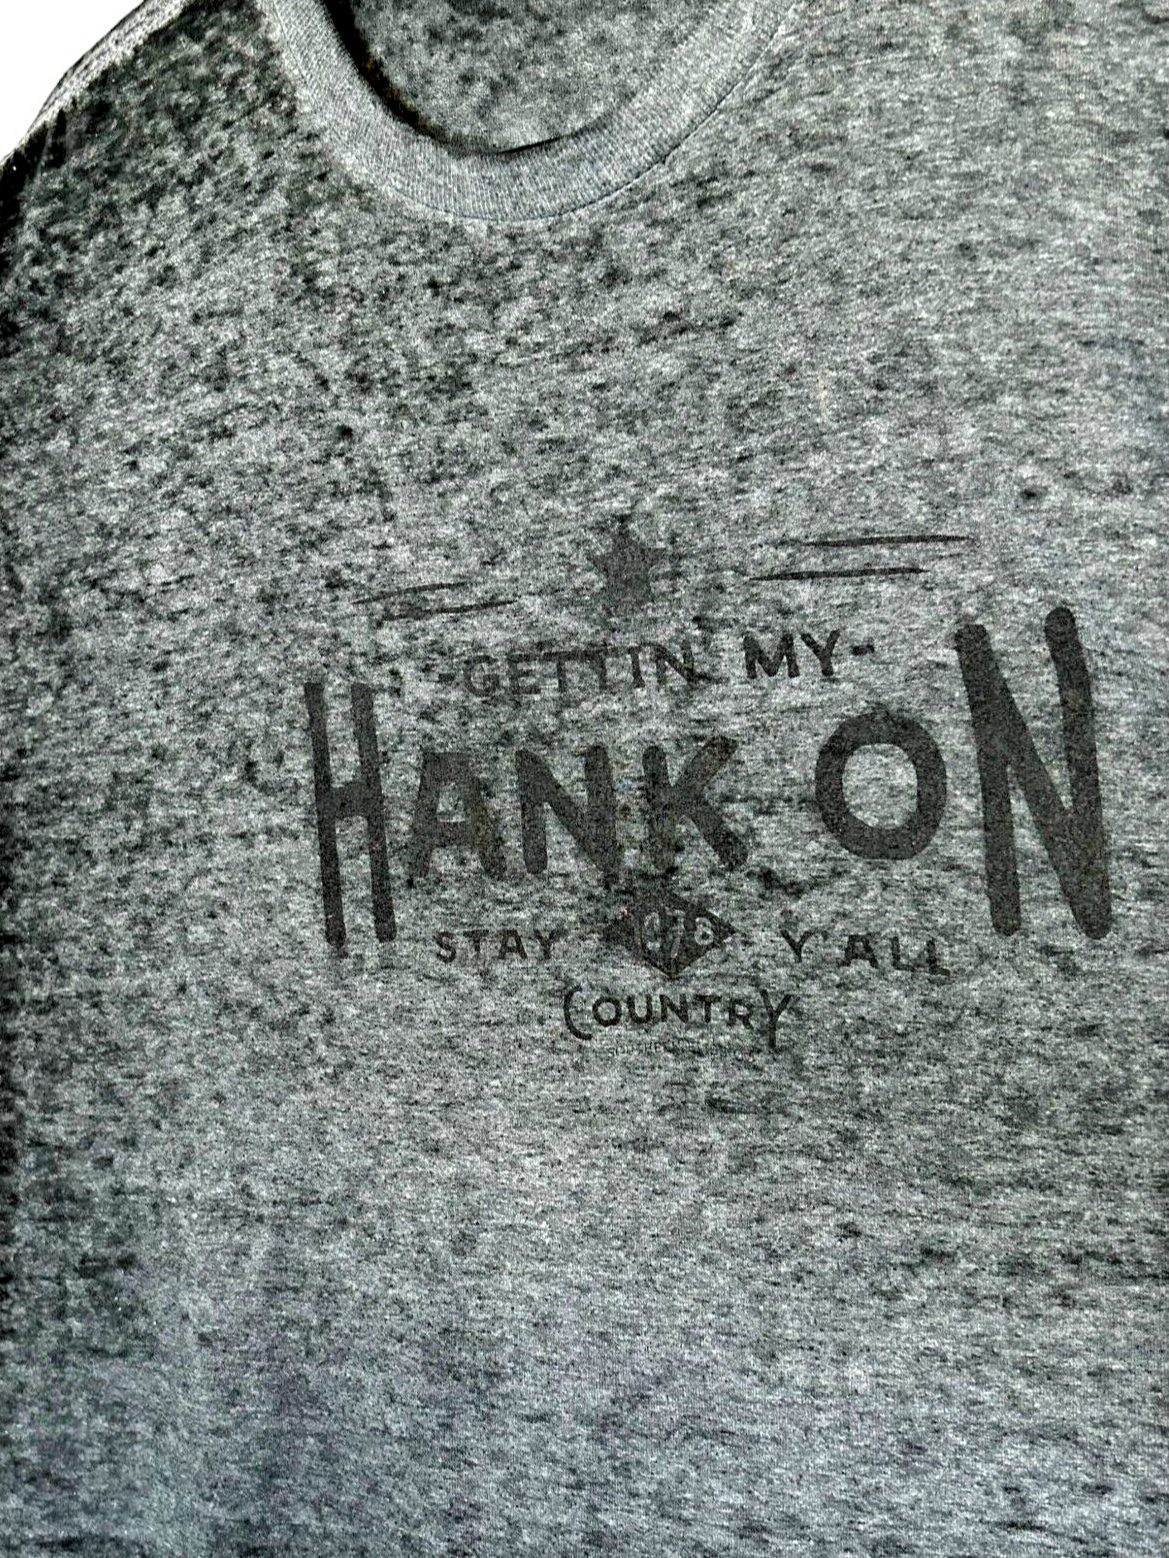 -GETTIN' MY-
HANK ON
STAY Y'ALL
COUNTRY